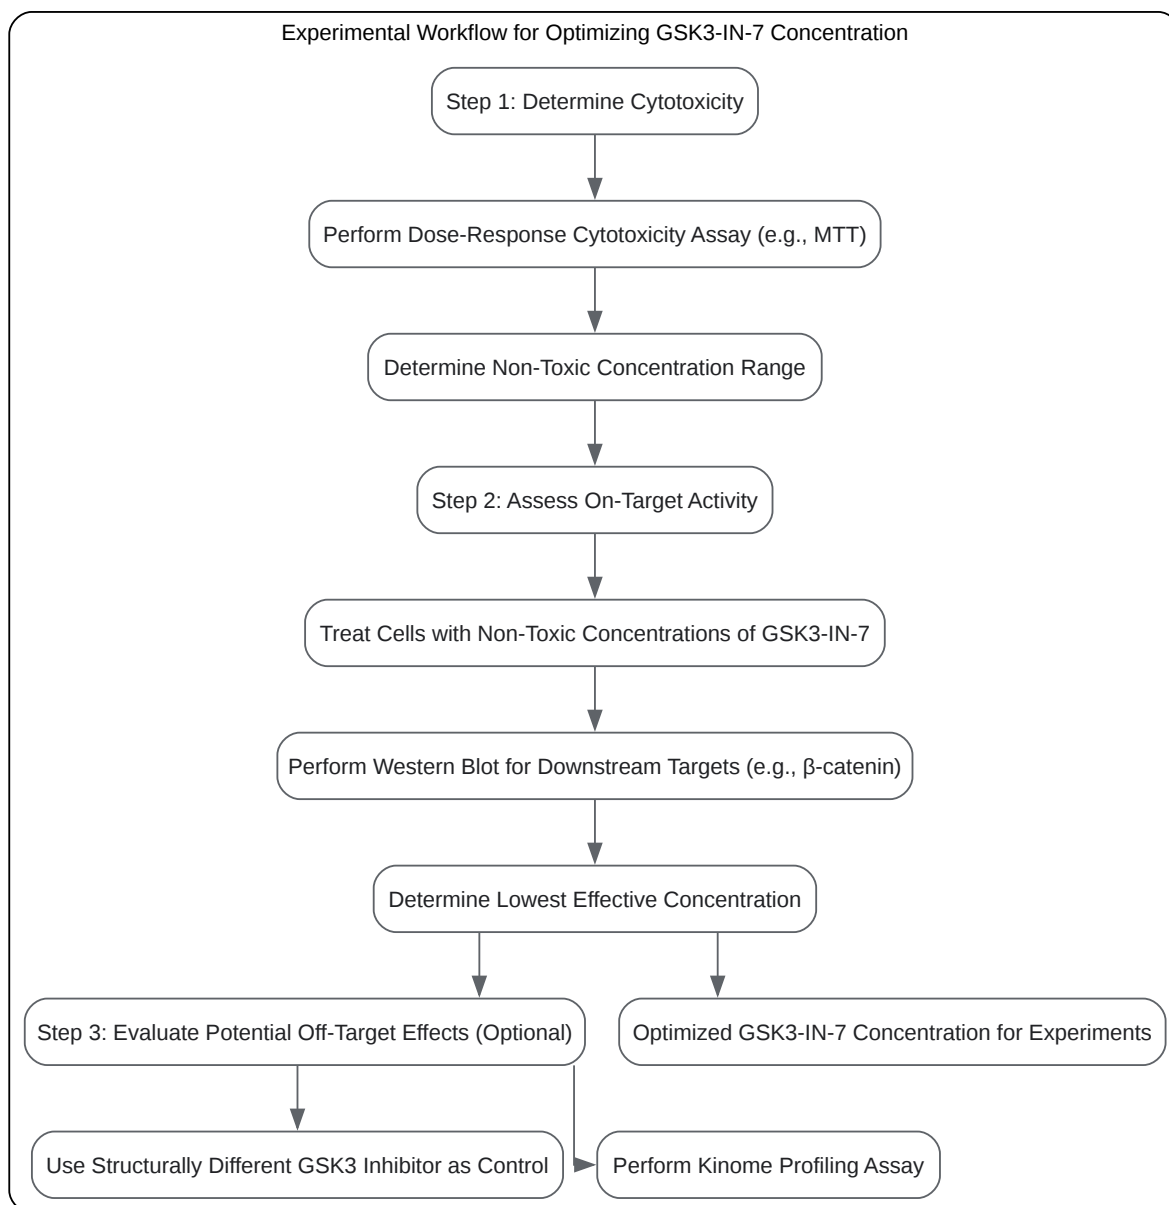 Experimental Workflow for Optimizing GSK3-IN-7 Concentration
Step 1: Determine Cytotoxicity
Perform Dose-Response Cytotoxicity Assay (e.g., MTT)
Determine Non-Toxic Concentration Range
Step 2: Assess On-Target Activity
Treat Cells with Non-Toxic Concentrations of GSK3-IN-7
Perform Western Blot for Downstream Targets (e.g., β-catenin)
Determine Lowest Effective Concentration
Step 3: Evaluate Potential Off-Target Effects (Optional)
Optimized GSK3-IN-7 Concentration for Experiments
Use Structurally Different GSK3 Inhibitor as Control
Perform Kinome Profiling Assay